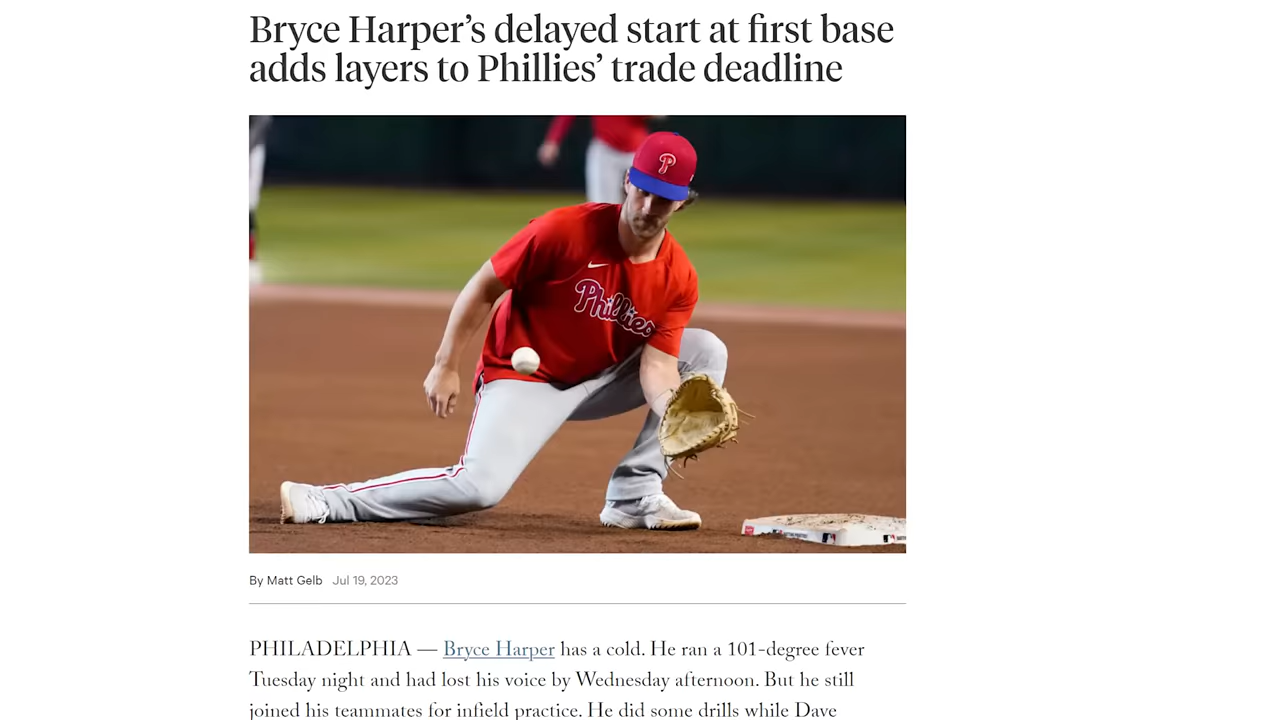 Bryce Harper’s delayed start at first base
adds layers to Phillies’ trade deadline
P
Phillies
By Matt Gelb Jul 19, 2023
PHILADELPHIA — Bryce Harper has a cold. He ran a 101-degree fever
Tuesday night and had lost his voice by Wednesday afternoon. But he still
joined his teammates for infield practice. He did some drills while Dave